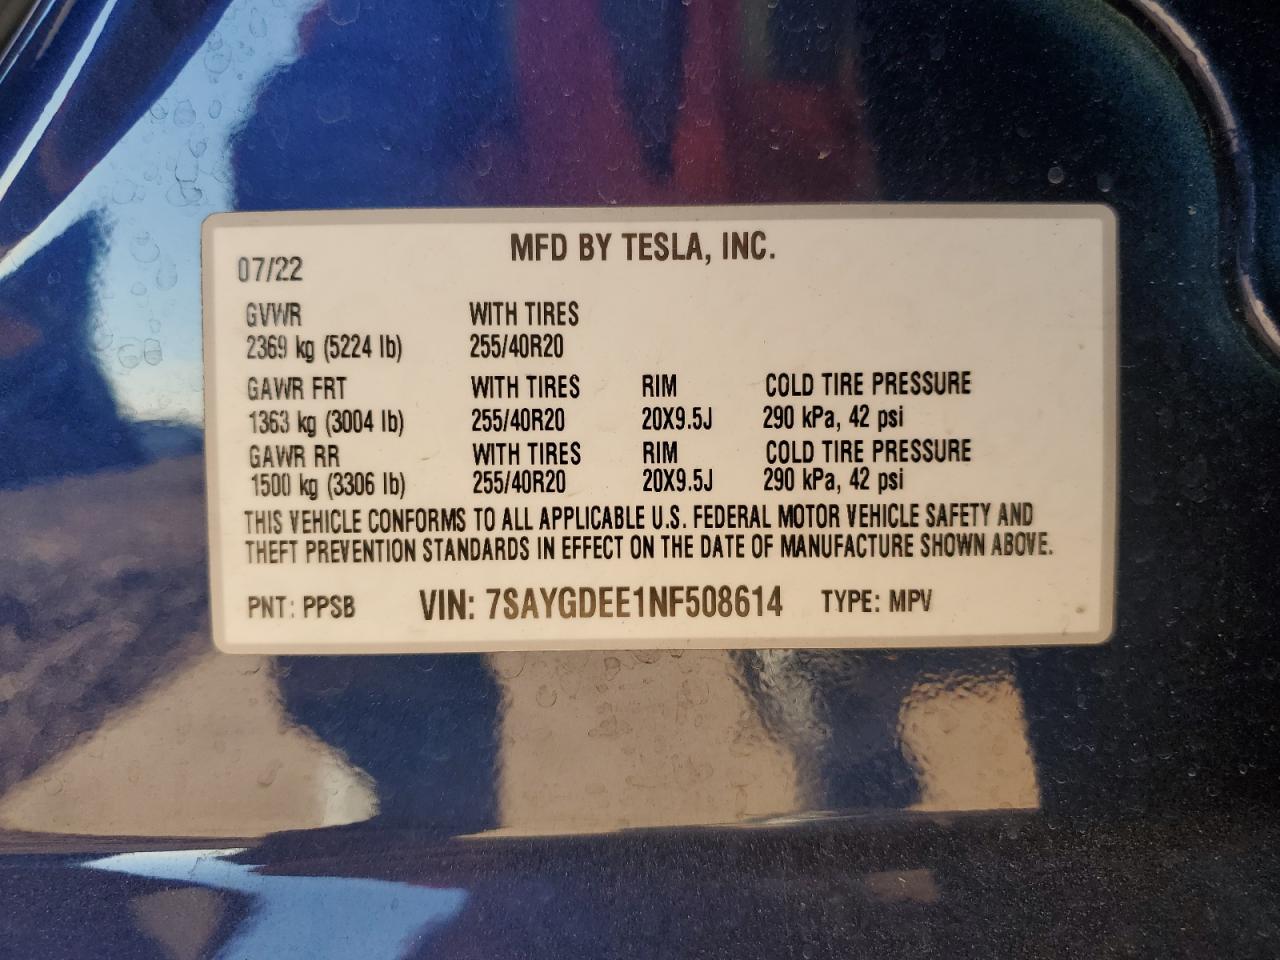 MFD BY TESLA, INC.
07/22
GVWR WITH TIRES
2369 kg (5224 lb) 255/40R20
GAWR FRT WITH TIRES RIM COLD TIRE PRESSURE
1363 kg (3004 lb) 255/40R20 20X9.5J 290 kPa, 42 psi
GAWR RR WITH TIRES RIM COLD TIRE PRESSURE
1500 kg (3306 lb) 255/40R20 20X9.5J 290 kPa, 42 psi
THIS VEHICLE CONFORMS TO ALL APPLICABLE U.S. FEDERAL MOTOR VEHICLE SAFETY AND
THEFT PREVENTION STANDARDS IN EFFECT ON THE DATE OF MANUFACTURE SHOWN ABOVE.
PNT: PPSB VIN: 7SAYGDEE1NF508614 TYPE: MPV